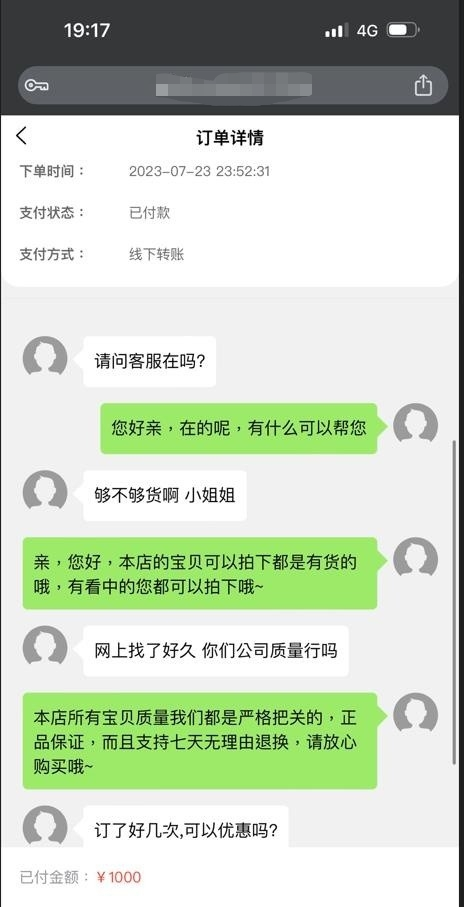 19:17
4G
订单详情
下单时间：
2023-07-23 23:52:31
支付状态：
已付款
支付方式：
线下转账
请问客服在吗?
您好亲，在的呢，有什么可以帮您
够不够货啊 小姐姐
亲，您好，本店的宝贝可以拍下都是有货的
哦，有看中的您都可以拍下哦~
网上找了好久 你们公司质量行吗
本店所有宝贝质量我们都是严格把关的，正
品保证，而且支持七天无理由退换，请放心
购买哦~
订了好几次,可以优惠吗?
已付金额：￥1000